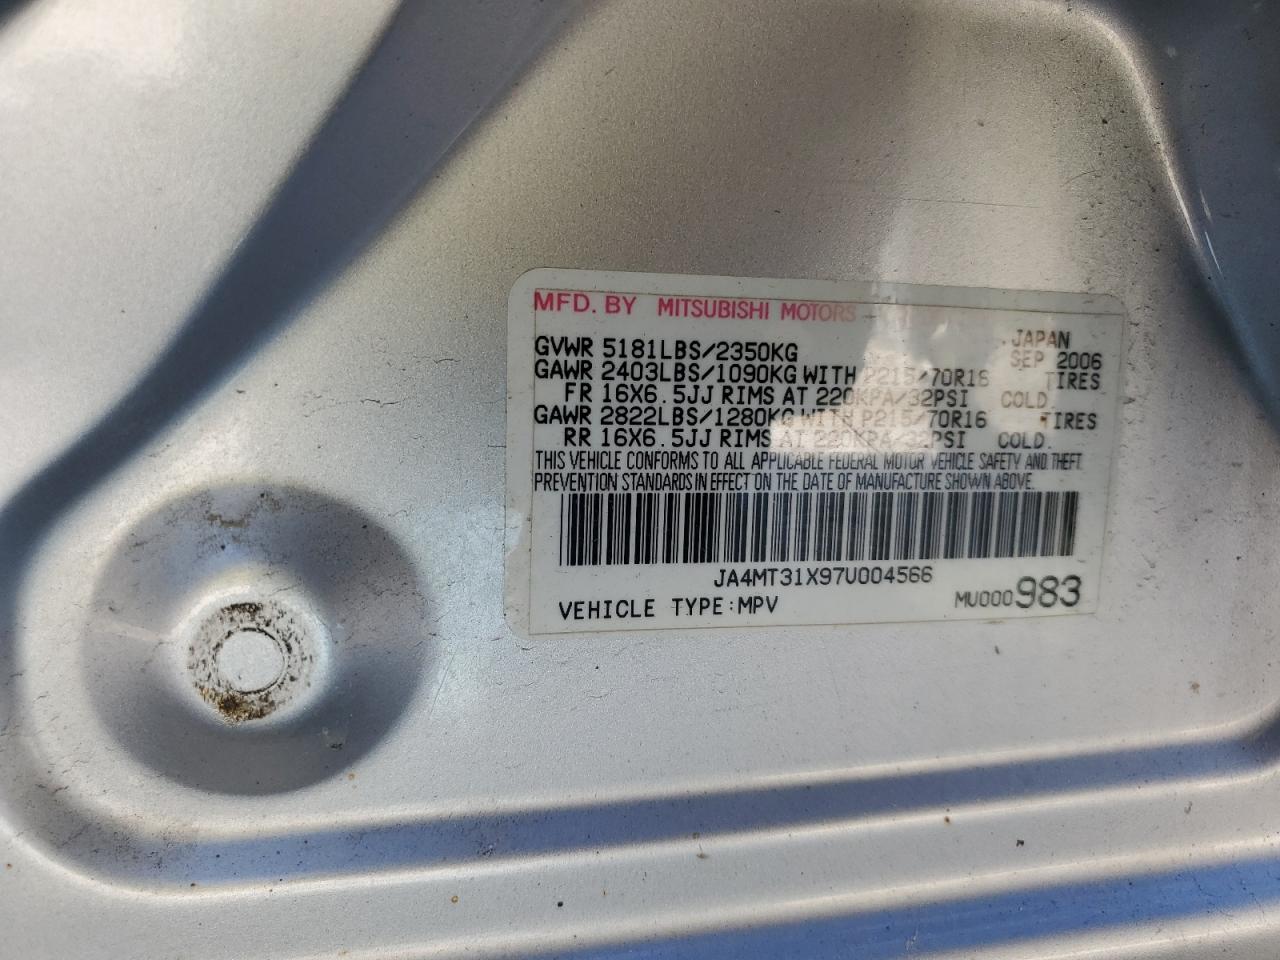 MFD. BY MITSUBISHI MOTORS
JAPAN
GVWR 5181LBS/2350KG SEP 2006
GAWR 2403LBS/1090KG WITH P215/70R16 TIRES
FR 16X6.5JJ RIMS AT 220KPA/32PSI COLD.
GAWR 2822LBS/1280KG WITH P215/70R16 TIRES
RR 16X6.5JJ RIMS AT 220KPA/32PSI COLD.
THIS VEHICLE CONFORMS TO ALL APPLICABLE FEDERAL MOTOR VEHICLE SAFETY AND THEFT
PREVENTION STANDARDS IN EFFECT ON THE DATE OF MANUFACTURE SHOWN ABOVE.
JA4MT31X97U004566
VEHICLE TYPE:MPV MU000983